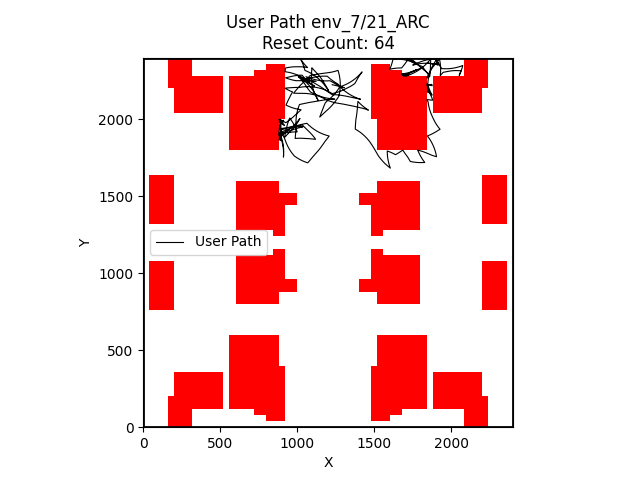 User Path env_7/21_ARC
Reset Count: 64
Y
2000
1500
1000
500
0
User Path
0 500 1000 1500 2000
X